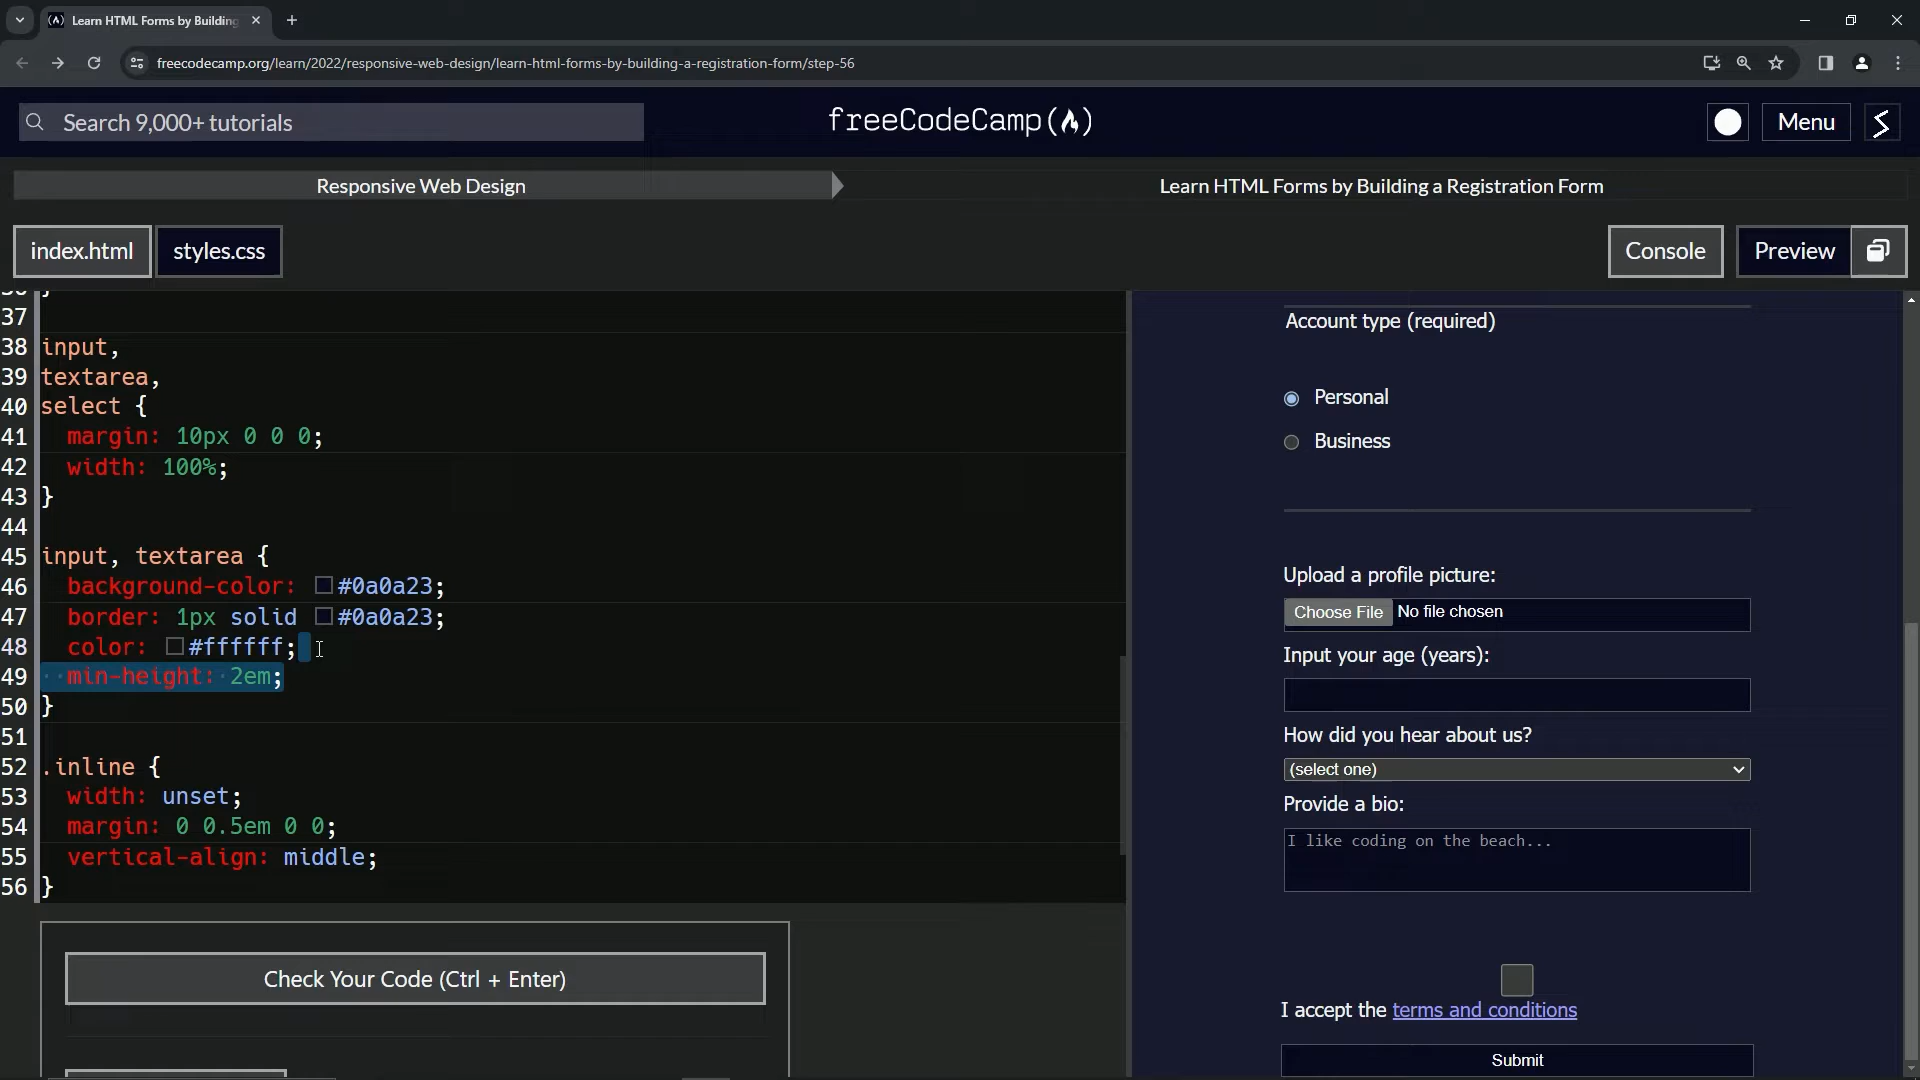 Learn HTML Forms by Building
freecodecamp.org/learn/2022/responsive-web-design/learn-html-forms-by-building-a-registration-form/step-56
Search 9,000+ tutorials
freeCodeCamp
Menu
Responsive Web Design
Learn HTML Forms by Building a Registration Form
index.html
styles.css
Console
Preview
37
38 input,
39 textarea,
40 select {
41 margin: 10px 0 0 0;
42 width: 100%;
43 }
44
45 input, textarea {
46 background-color: #0a0a23;
47 border: 1px solid #0a0a23;
48 color: #ffffff;
49 min-height: 2em;
50 }
51
52 .inline {
53 width: unset;
54 margin: 0 0.5em 0 0;
55 vertical-align: middle;
56 }
Check Your Code (Ctrl + Enter)
Account type (required)
Personal
Business
Upload a profile picture:
Choose File No file chosen
Input your age (years):
How did you hear about us?
(select one)
Provide a bio:
I like coding on the beach...
I accept the terms and conditions
Submit